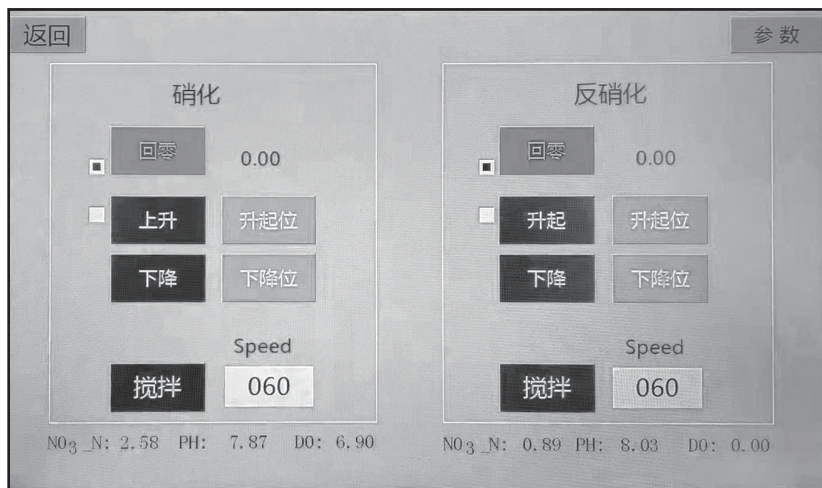 返回 参数
硝化 反硝化
回零 0.00 回零 0.00
上升 升起位 升起 升起位
下降 下降位 下降 下降位
Speed Speed
搅拌 060 搅拌 060
NO₃_N: 2.58 PH: 7.87 DO: 6.90 NO₃_N: 0.89 PH: 8.03 DO: 0.00